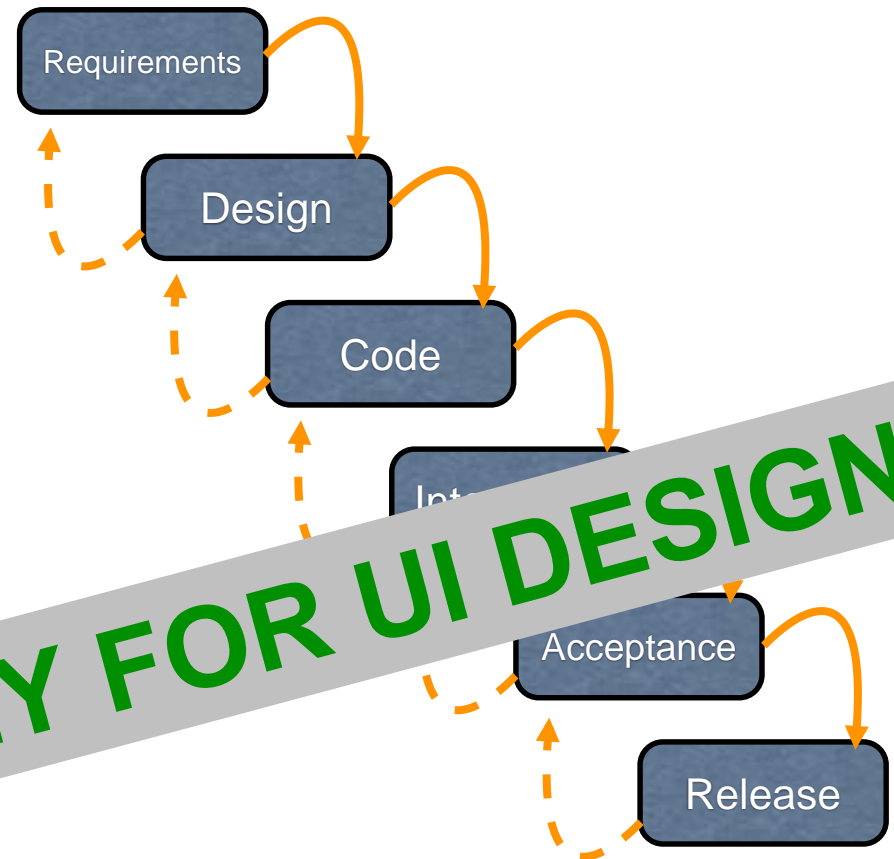 Requirements
Design
Code
FOR UI DESIGN
Acceptance
Release